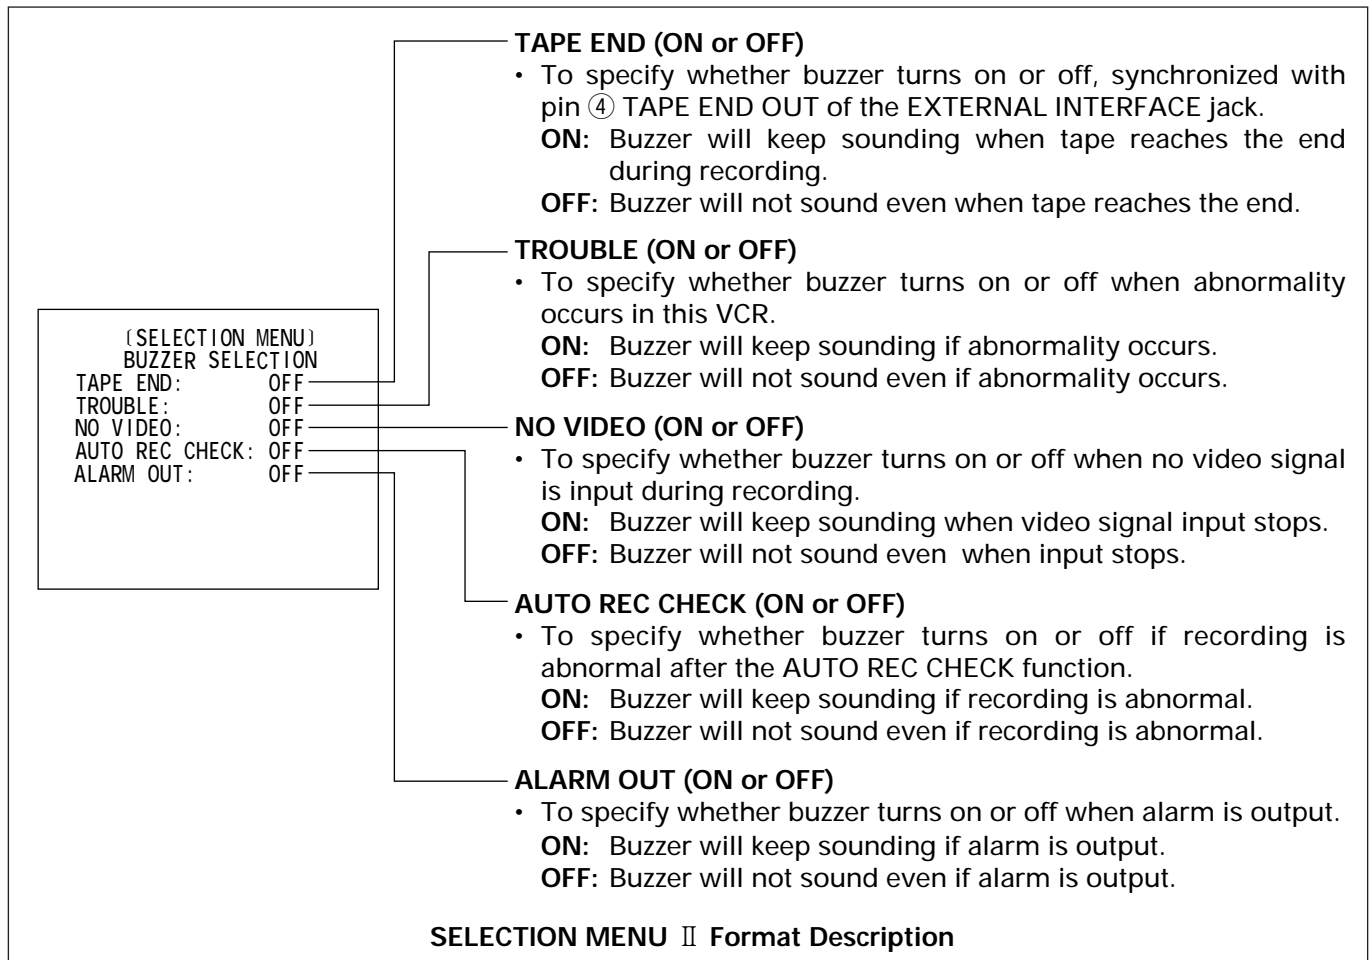 TAPE END (ON or OFF)
• To specify whether buzzer turns on or off, synchronized with
pin ④ TAPE END OUT of the EXTERNAL INTERFACE jack.
ON: Buzzer will keep sounding when tape reaches the end
during recording.
OFF: Buzzer will not sound even when tape reaches the end.
TROUBLE (ON or OFF)
• To specify whether buzzer turns on or off when abnormality
occurs in this VCR.
ON: Buzzer will keep sounding if abnormality occurs.
OFF: Buzzer will not sound even if abnormality occurs.
(SELECTION MENU)
BUZZER SELECTION
TAPE END: OFF
TROUBLE: OFF
NO VIDEO: OFF
AUTO REC CHECK: OFF
ALARM OUT: OFF
NO VIDEO (ON or OFF)
• To specify whether buzzer turns on or off when no video signal
is input during recording.
ON: Buzzer will keep sounding when video signal input stops.
OFF: Buzzer will not sound even when input stops.
AUTO REC CHECK (ON or OFF)
• To specify whether buzzer turns on or off if recording is
abnormal after the AUTO REC CHECK function.
ON: Buzzer will keep sounding if recording is abnormal.
OFF: Buzzer will not sound even if recording is abnormal.
ALARM OUT (ON or OFF)
• To specify whether buzzer turns on or off when alarm is output.
ON: Buzzer will keep sounding if alarm is output.
OFF: Buzzer will not sound even if alarm is output.
SELECTION MENU Ⅱ Format Description